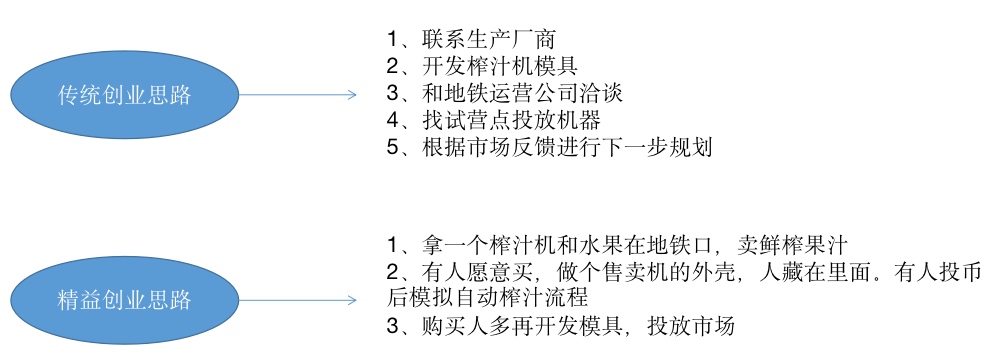 传统创业思路
1、联系生产厂商
2、开发榨汁机模具
3、和地铁运营公司洽谈
4、找试营点投放机器
5、根据市场反馈进行下一步规划
精益创业思路
1、拿一个榨汁机和水果在地铁口，卖鲜榨果汁
2、有人愿意买，做个售卖机的外壳，人藏在里面。有人投币
后模拟自动榨汁流程
3、购买人多再开发模具，投放市场